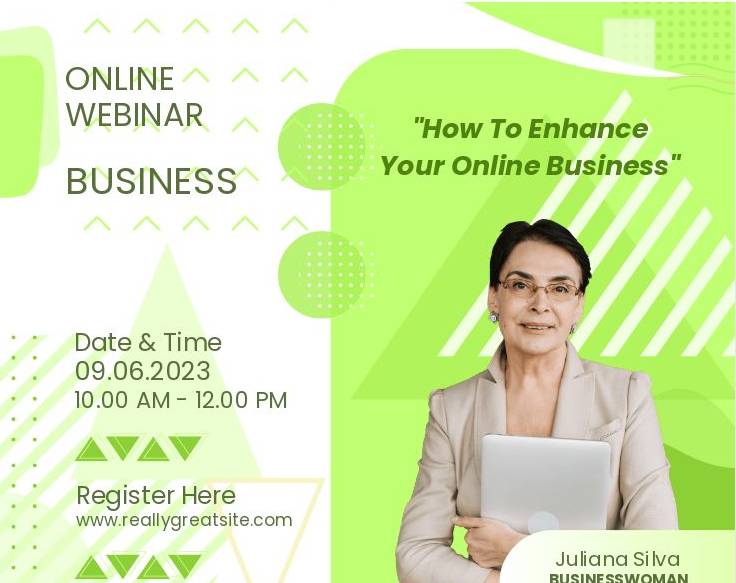 ONLINE
WEBINAR
BUSINESS
"How To Enhance
Your Online Business"
Date & Time
09.06.2023
10.00 AM - 12.00 PM
Register Here
www.reallygreatsite.com
Juliana Silva
BUSINESSWOMAN